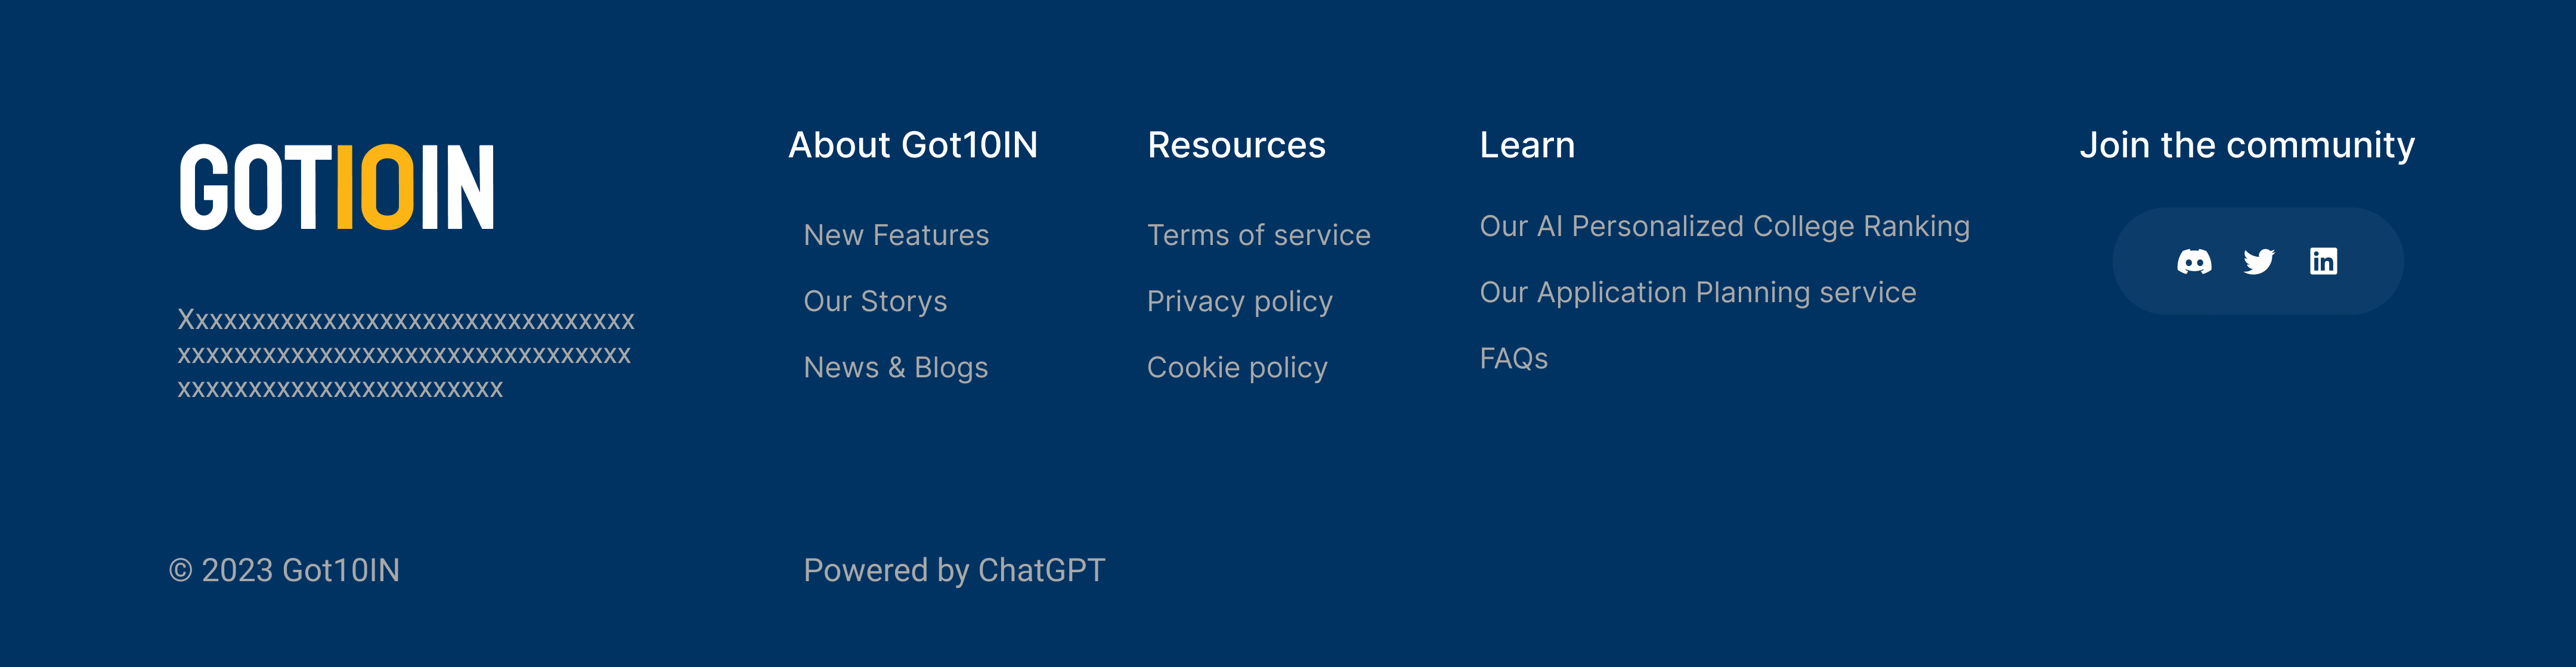 GOT10IN
Xxxxxxxxxxxxxxxxxxxxxxxxxxxxxxxx
xxxxxxxxxxxxxxxxxxxxxxxxxxxxxxxx
xxxxxxxxxxxxxxxxxxxxxxx
About Got10IN
New Features
Our Storys
News & Blogs
Resources
Terms of service
Privacy policy
Cookie policy
Learn
Our AI Personalized College Ranking
Our Application Planning service
FAQs
Join the community
in
© 2023 Got10IN
Powered by ChatGPT